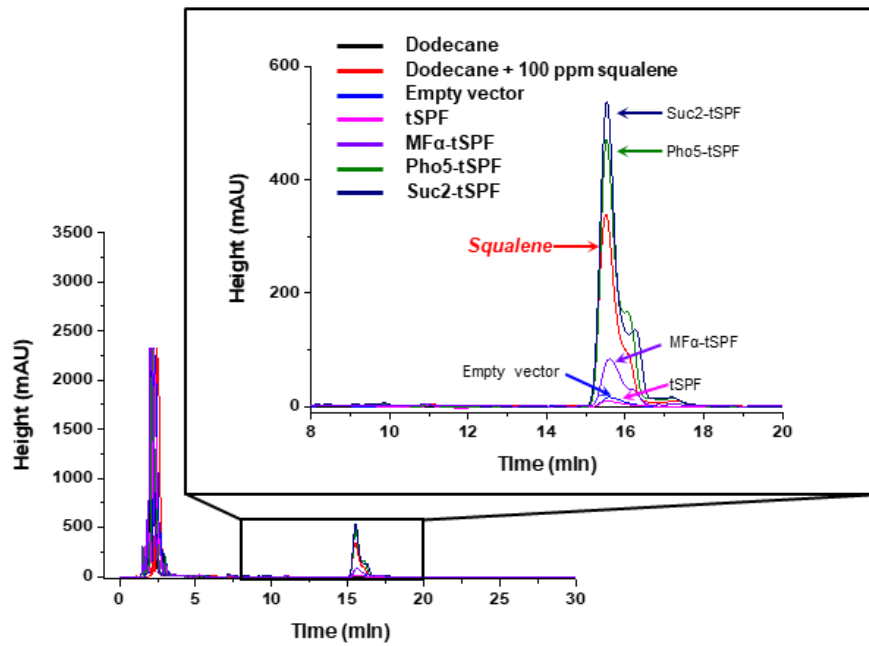 Dodecane
Dodecane + 100 ppm squalene
Empty vector
tSPF
MFα-tSPF
Pho5-tSPF
Suc2-tSPF
600
400
200
0
Height (mAU)
Suc2-tSPF
Pho5-tSPF
Squalene
MFα-tSPF
Empty vector
tSPF
8 10 12 14 16 18 20
Time (min)
3500
3000
2500
2000
1500
1000
500
0
Height (mAU)
0 5 10 15 20 25 30
Time (min)